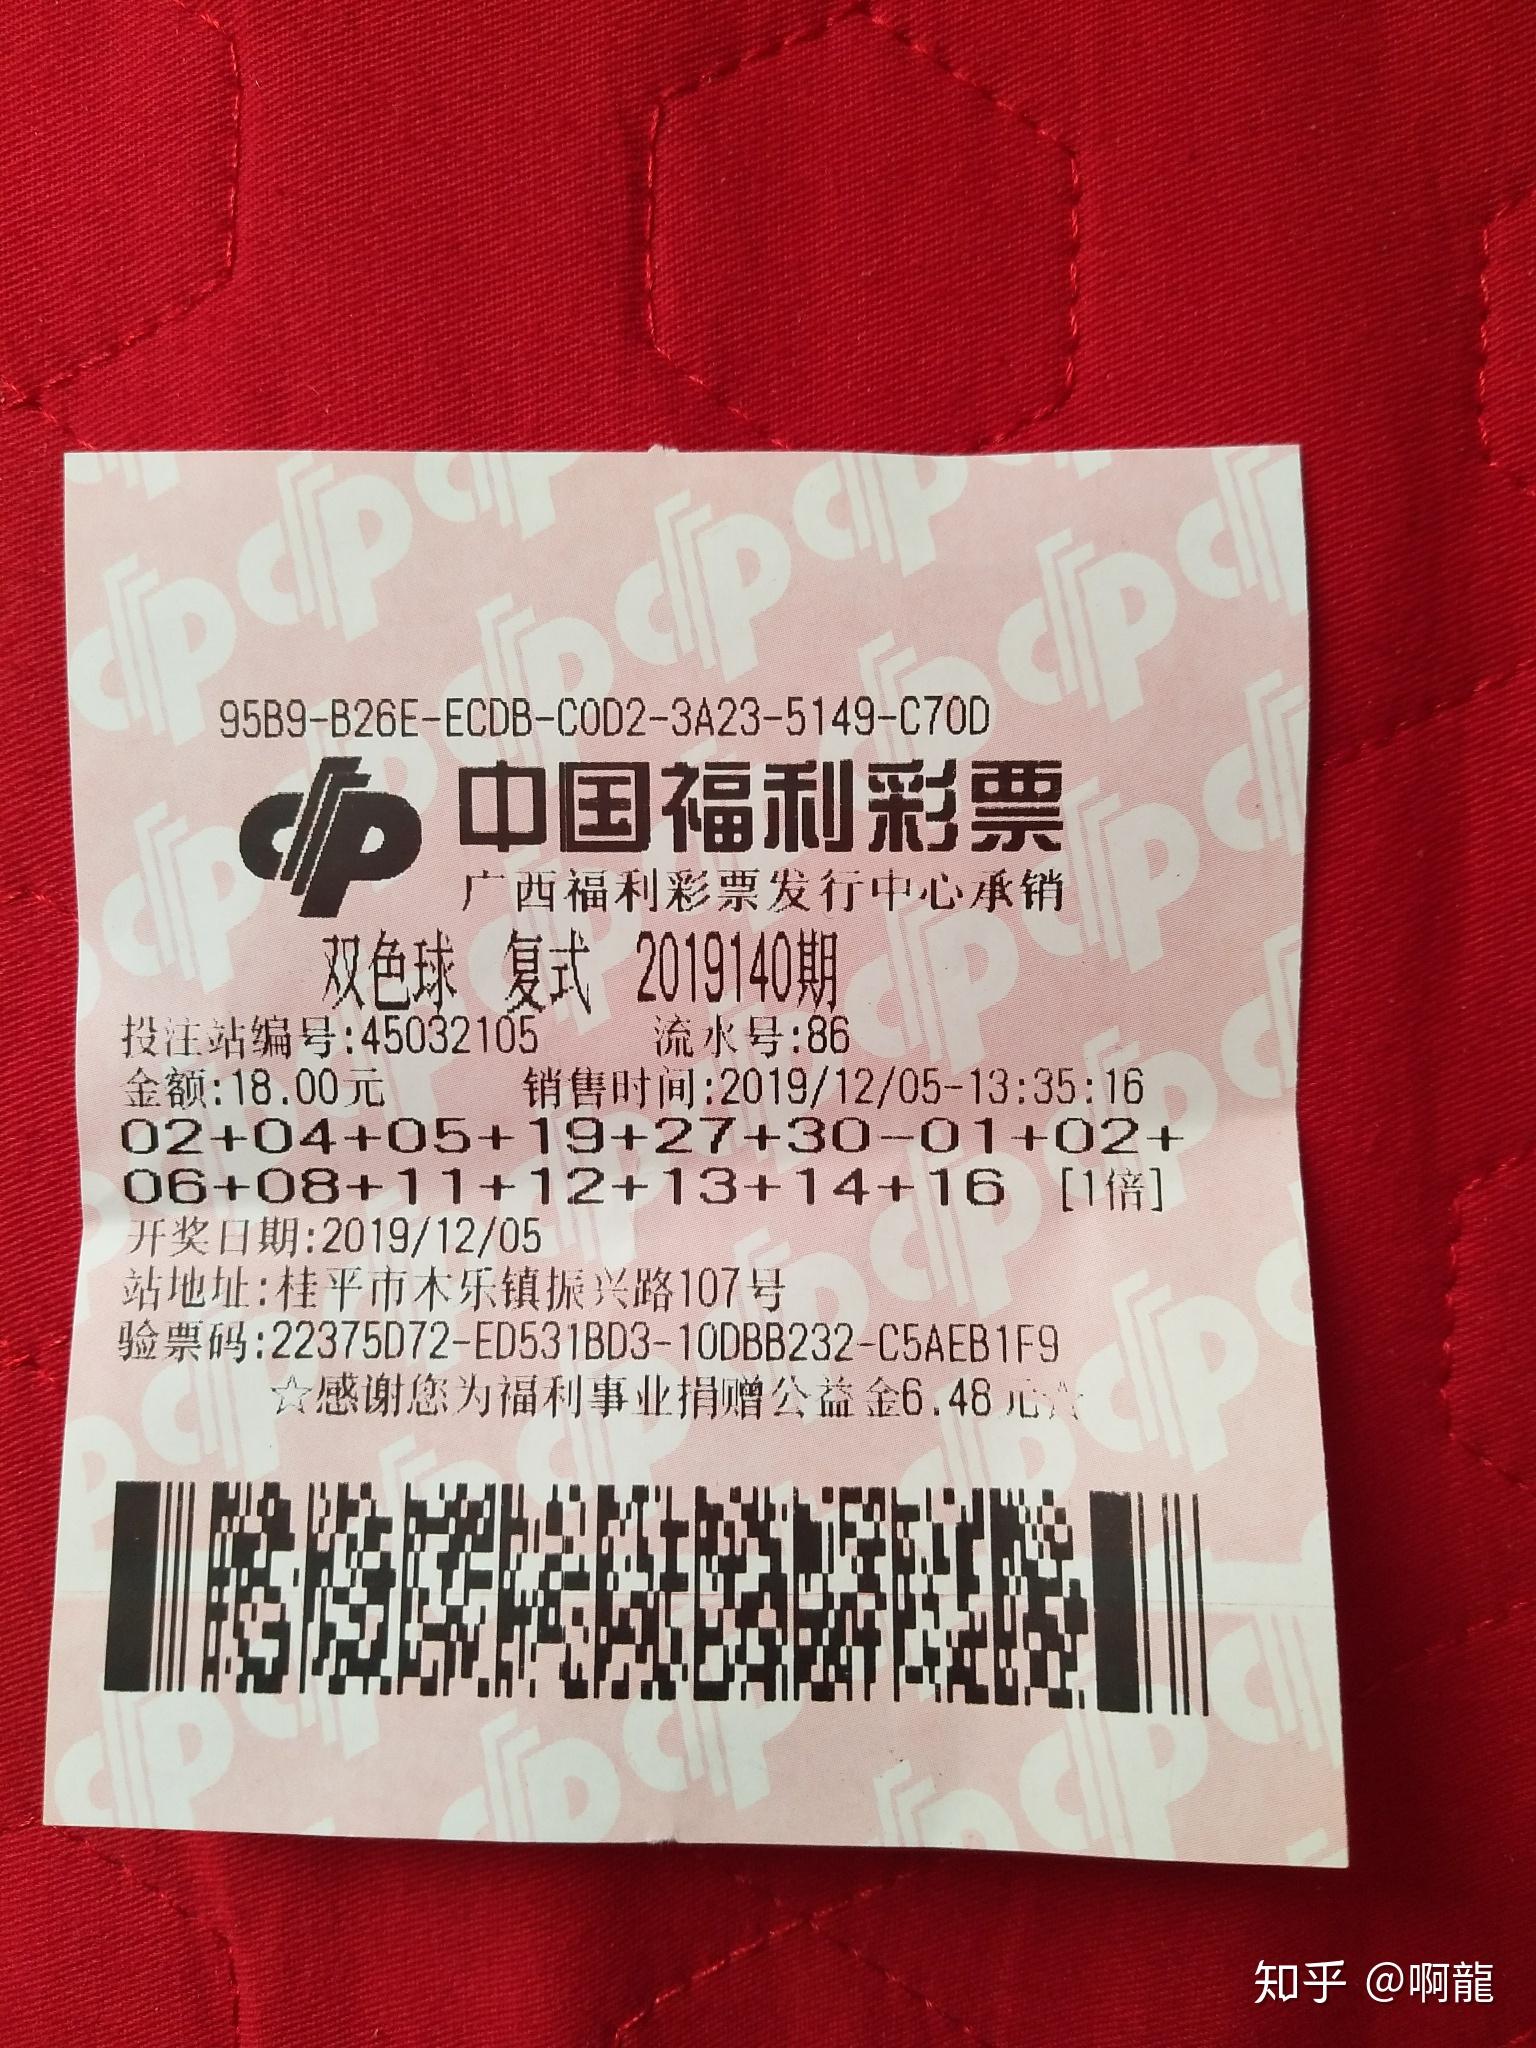 95B9-B26E-ECDB-C0D2-3A23-5149-C70D
中国福利彩票
广西福利彩票发行中心承销
双色球 复式 2019140期
投注站编号:45032105 流水号:86
金额:18.00元 销售时间:2019/12/05-13:35:16
02+04+05+19+27+30-01+02+
06+08+11+12+13+14+16 [1倍]
开奖日期:2019/12/05
站地址:桂平市木乐镇振兴路107号
验票码:22375D72-ED531BD3-10DBB232-C5AEB1F9
☆感谢您为福利事业捐赠公益金6.48元☆
知乎 @啊龍